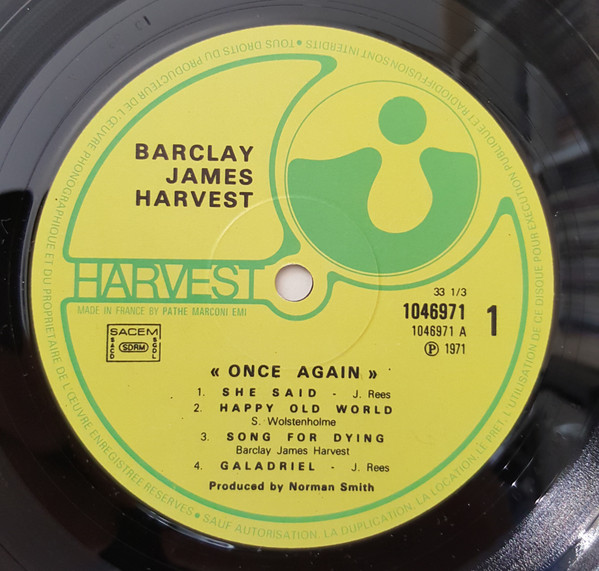 BARCLAY
JAMES
HARVEST
HARVEST
MADE IN FRANCE BY PATHE MARCONI EMI
33 1/3
1046971 1
1046971 A
Ⓟ 1971
SACEM
SACD SDRM SGDL
« ONCE AGAIN »
1. SHE SAID - J. Rees
2. HAPPY OLD WORLD
S. Wolstenholme
3. SONG FOR DYING
Barclay James Harvest
4. GALADRIEL - J. Rees
Produced by Norman Smith
• TOUS DROITS DU PRODUCTEUR DE L'ŒUVRE PHONOGRAPHIQUE ET DU PROPRIETAIRE DE L'ŒUVRE ENREGISTREE RESERVES • SAUF AUTORISATION, LA DUPLICATION, LA LOCATION, LE PRET, L'UTILISATION DE CE DISQUE POUR EXECUTION PUBLIQUE ET RADIODIFFUSION SONT INTERDITS